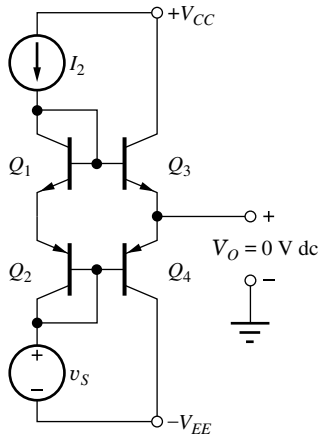 +V_CC
I_2
Q_1
Q_3
+
V_O = 0 V dc
Q_2
Q_4
−
+
v_S
−
−V_EE